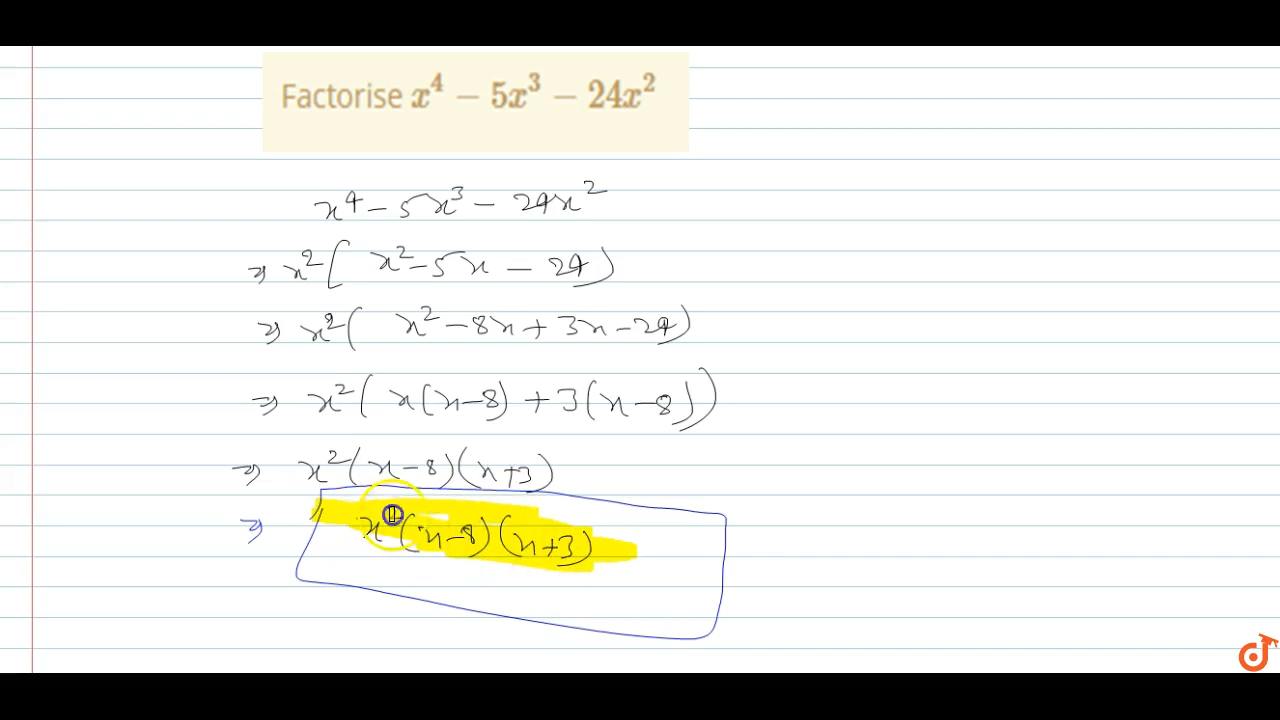 Factorise x⁴ − 5x³ − 24x²
x⁴ − 5x³ − 24x²
⇒ x² ( x² − 5x − 24 )
⇒ x² ( x² − 8x + 3x − 24 )
⇒ x² ( x(x−8) + 3(x−8) )
⇒ x² (x−8)(x+3)
⇒ x² (x−8)(x+3)